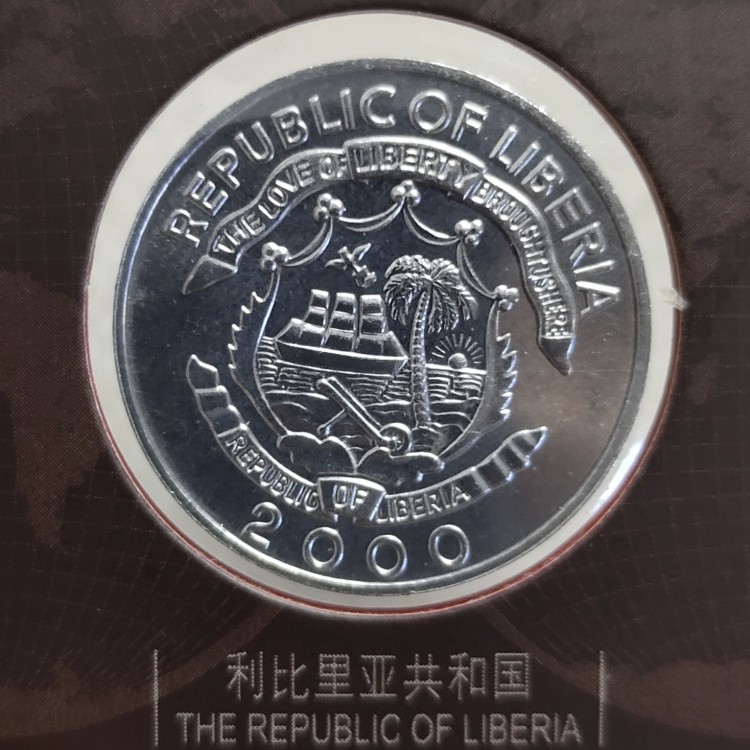 REPUBLIC OF LIBERIA
THE LOVE OF LIBERTY BROUGHT US HERE
REPUBLIC OF LIBERIA
2000
利比里亚共和国
THE REPUBLIC OF LIBERIA